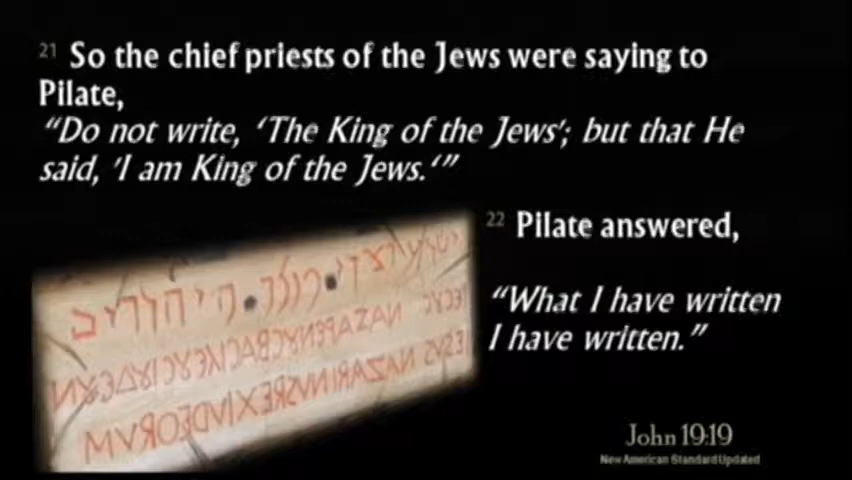 21 So the chief priests of the Jews were saying to
Pilate,
“Do not write, ‘The King of the Jews’; but that He
said, ‘I am King of the Jews.‘”
22 Pilate answered,
“What I have written
I have written.”
NAZARINVSREXIVDEORVM
John 19:19
New American Standard Updated